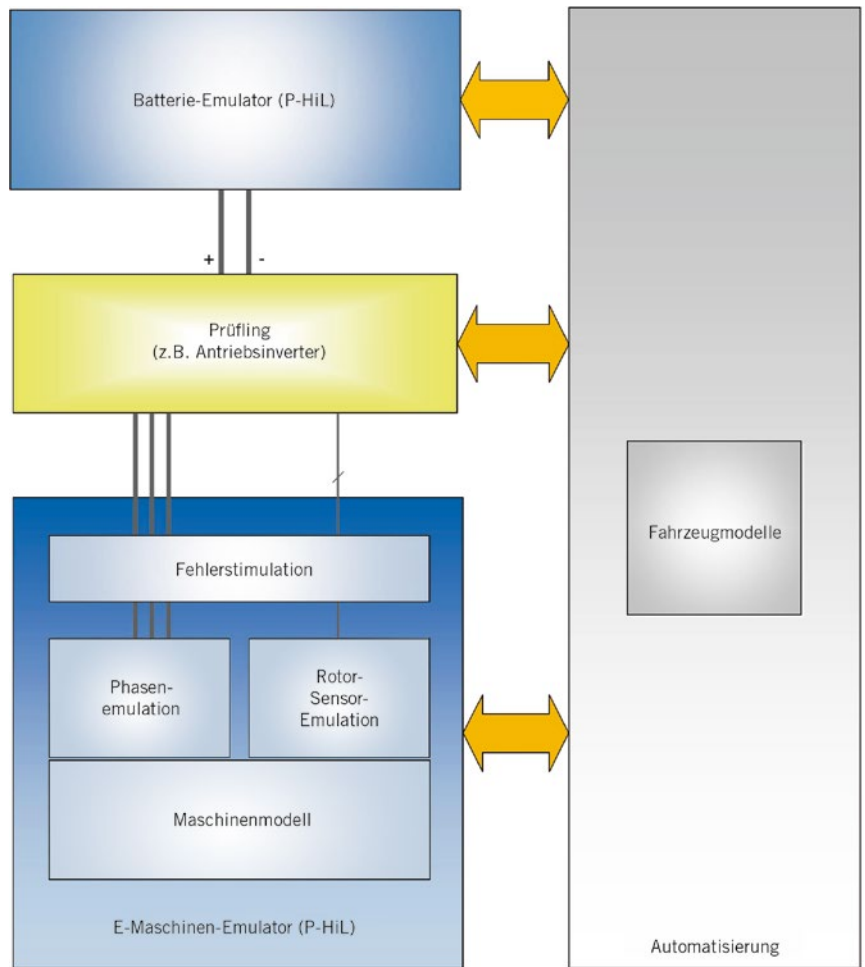 Batterie-Emulator (P-HiL)
+ -
Prüfling
(z.B. Antriebsinverter)
Fehlerstimulation
Phasen-
emulation
Rotor-
Sensor-
Emulation
Maschinenmodell
E-Maschinen-Emulator (P-HiL)
Fahrzeugmodelle
Automatisierung